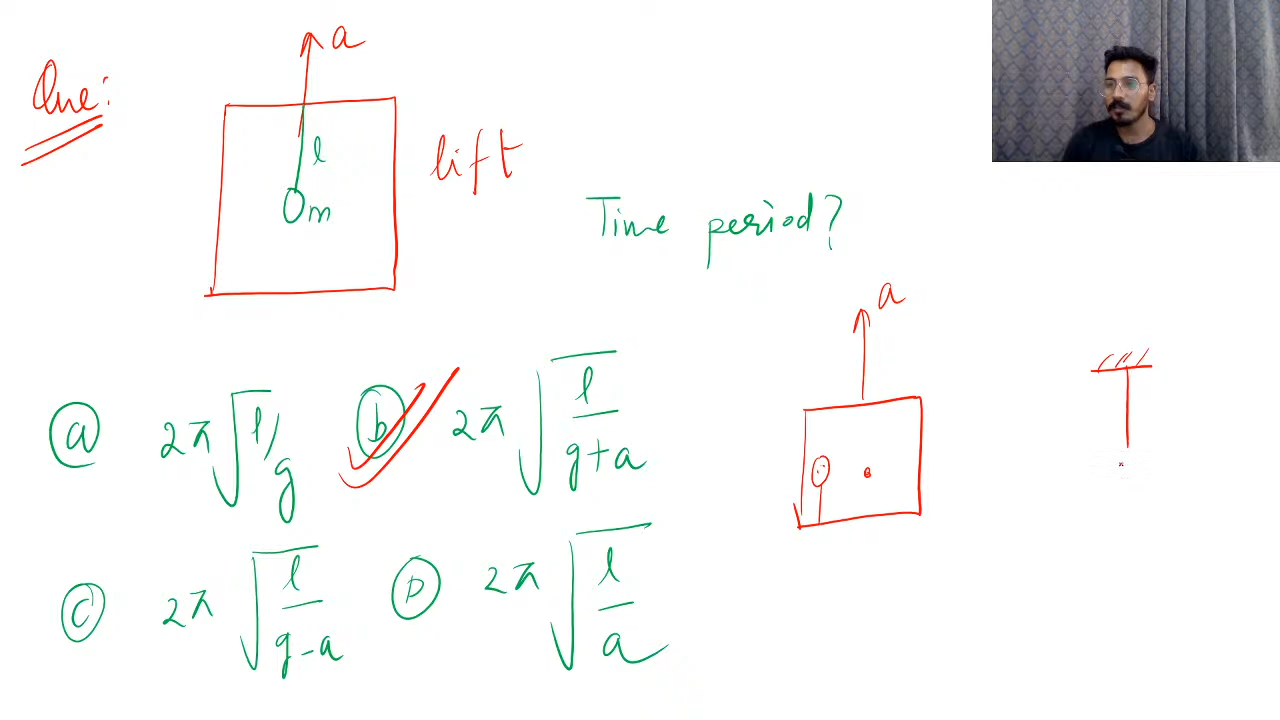 Que:
a
l
m
lift
Time period?
a
(a) 2π√l/g
(b) 2π√l/(g+a)
(c) 2π√l/(g-a)
(D) 2π√l/a